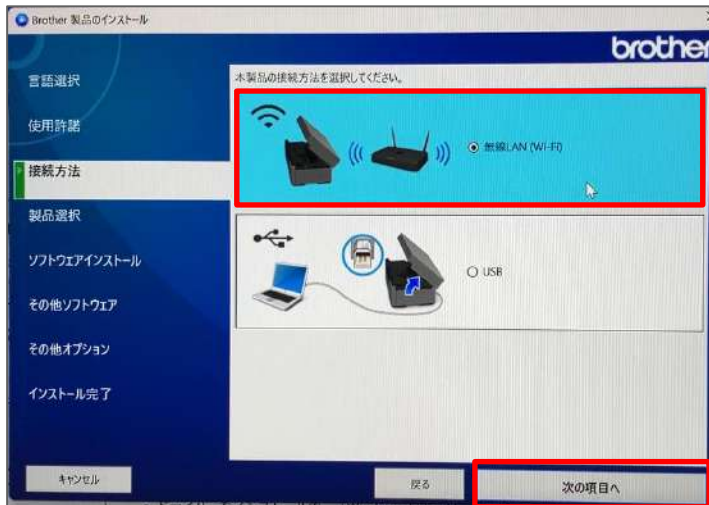 Brother 製品のインストール
brother
言語選択
使用許諾
接続方法
製品選択
ソフトウェアインストール
その他ソフトウェア
その他オプション
インストール完了
本製品の接続方法を選択してください。
無線LAN (Wi-Fi)
USB
キャンセル
戻る
次の項目へ